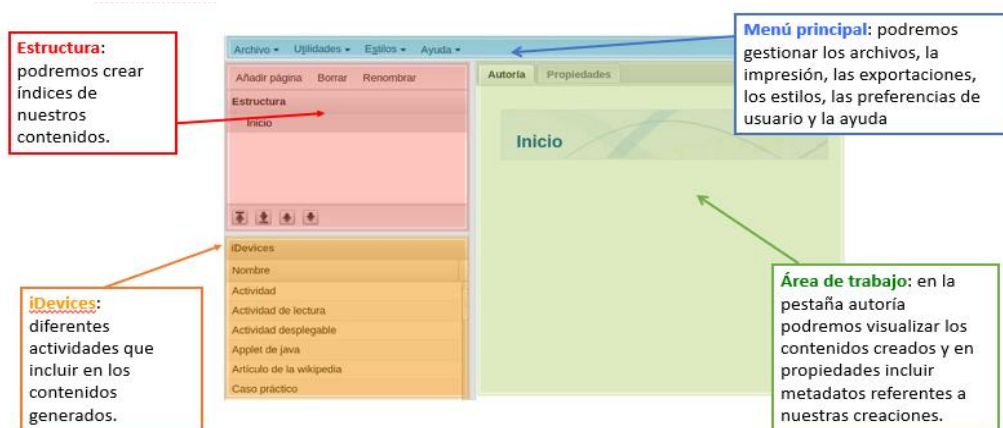 Estructura:
podremos crear
índices de
nuestros
contenidos.
Archivo Utilidades Estilos Ayuda
Menú principal: podremos
gestionar los archivos, la
impresión, las exportaciones,
los estilos, las preferencias de
usuario y la ayuda
Añadir página Borrar Renombrar
Estructura
Inicio
Autoría Propiedades
Inicio
iDevices
Nombre
Actividad
Actividad de lectura
Actividad desplegable
Applet de java
Artículo de la wikipedia
Caso práctico
iDevices:
diferentes
actividades que
incluir en los
contenidos
generados.
Área de trabajo: en la
pestaña autoría
podremos visualizar los
contenidos creados y en
propiedades incluir
metadatos referentes a
nuestras creaciones.